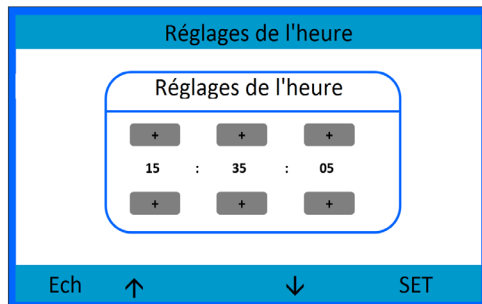 Réglages de l'heure
Réglages de l'heure
+ + +
15 : 35 : 05
+ + +
Ech ↑ ↓ SET